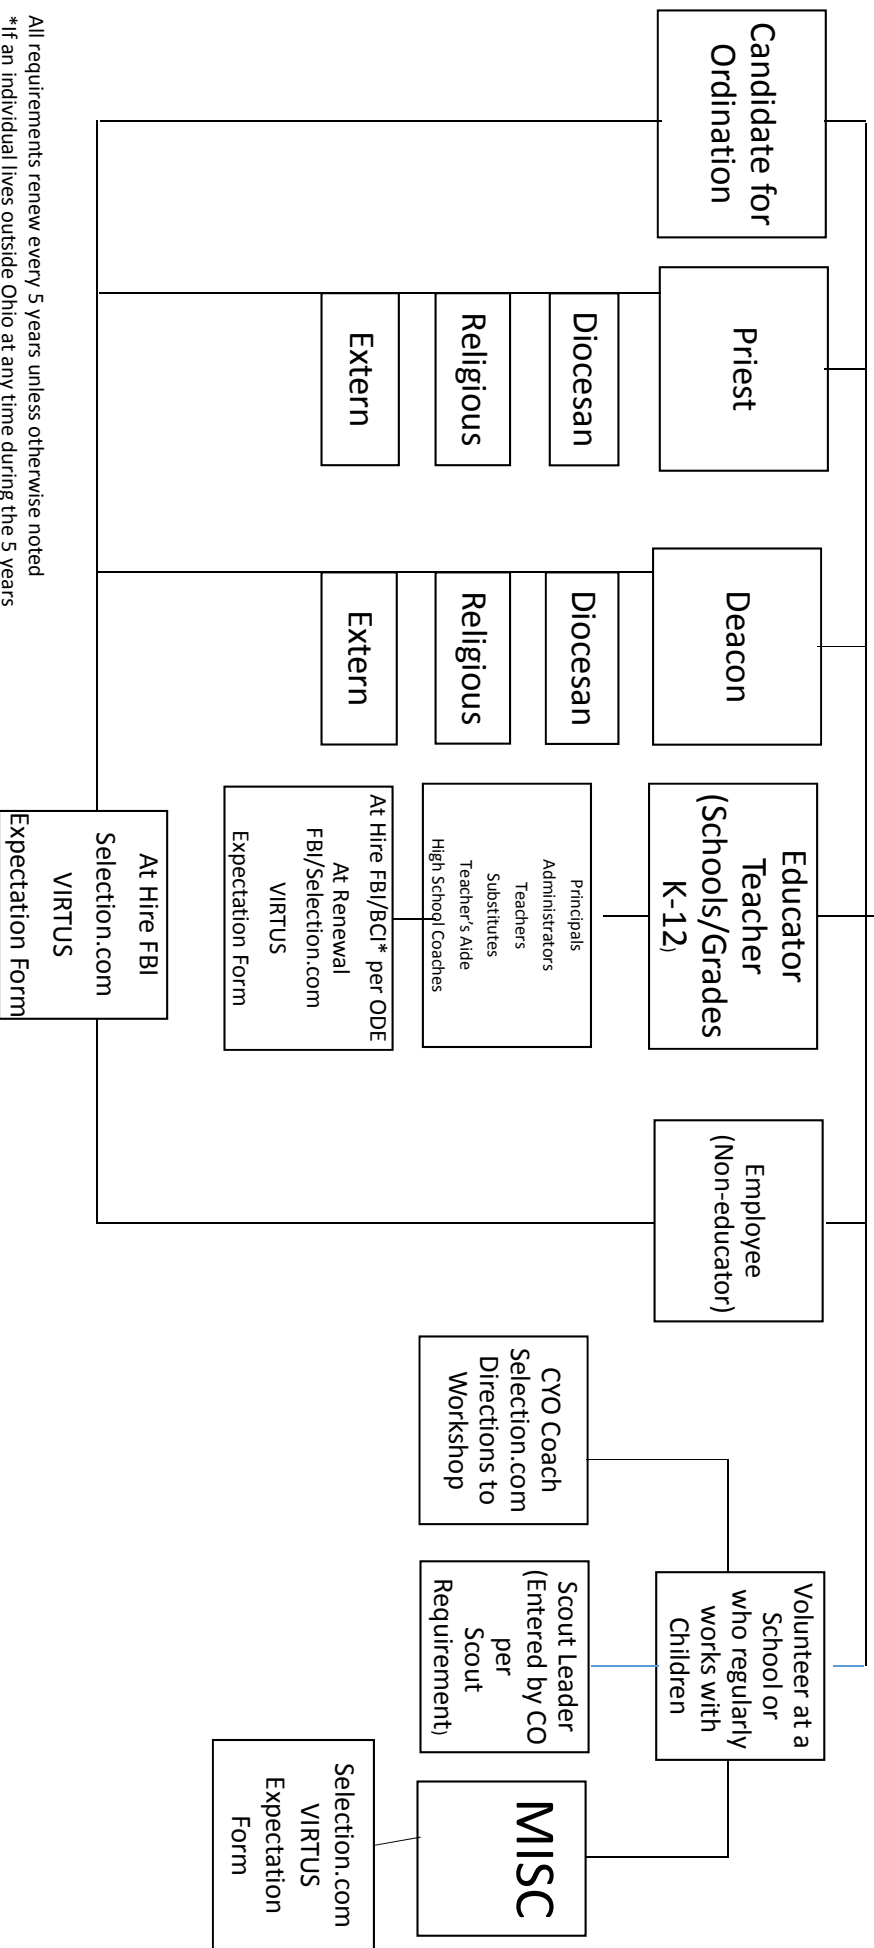 Candidate for
Ordination
Priest
Diocesan
Religious
Extern
Deacon
Diocesan
Religious
Extern
Educator
Teacher
(Schools/Grades
K-12)
Principals
Administrators
Teachers
Substitutes
Teacher’s Aide
High School Coaches
At Hire FBI/BCI* per ODE
At Renewal
FBI/Selection.com
VIRTUS
Expectation Form
Employee
(Non-educator)
At Hire FBI
Selection.com
VIRTUS
Expectation Form
Volunteer at a
School or
who regularly
works with
Children
CYO Coach
Selection.com
Directions to
Workshop
Scout Leader
(Entered by CO
per
Scout
Requirement)
MISC
Selection.com
VIRTUS
Expectation
Form
All requirements renew every 5 years unless otherwise noted
*If an individual lives outside Ohio at any time during the 5 years